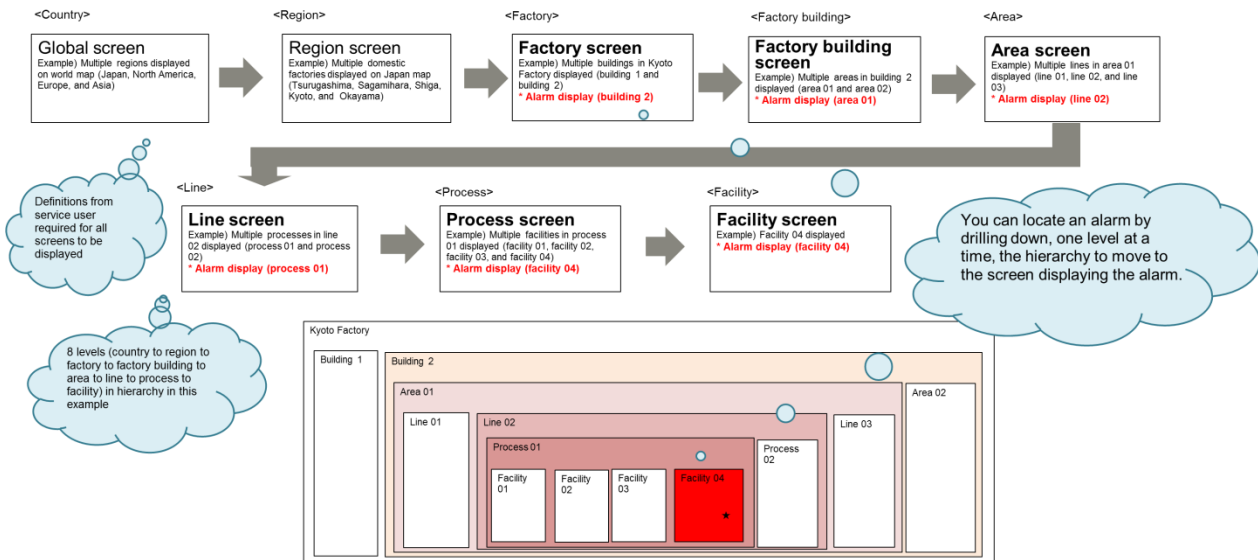 <Country>
<Region>
<Factory>
<Factory building>
<Area>
Global screen
Example) Multiple regions displayed
on world map (Japan, North America,
Europe, and Asia)
Region screen
Example) Multiple domestic
factories displayed on Japan map
(Tsurugashima, Sagamihara, Shiga,
Kyoto, and Okayama)
Factory screen
Example) Multiple buildings in Kyoto
Factory displayed (building 1 and
building 2)
* Alarm display (building 2)
Factory building
screen
Example) Multiple areas in building 2
displayed (area 01 and area 02)
* Alarm display (area 01)
Area screen
Example) Multiple lines in area 01
displayed (line 01, line 02, and line
03)
* Alarm display (line 02)
Definitions from
service user
required for all
screens to be
displayed
<Line>
<Process>
<Facility>
Line screen
Example) Multiple processes in line
02 displayed (process 01 and process
02)
* Alarm display (process 01)
Process screen
Example) Multiple facilities in process
01 displayed (facility 01, facility 02,
facility 03, and facility 04)
* Alarm display (facility 04)
Facility screen
Example) Facility 04 displayed
* Alarm display (facility 04)
You can locate an alarm by
drilling down, one level at a
time, the hierarchy to move to
the screen displaying the alarm.
8 levels (country to region to
factory to factory building to
area to line to process to
facility) in hierarchy in this
example
Kyoto Factory
Building 1
Building 2
Area 01
Area 02
Line 01
Line 02
Line 03
Process 01
Process
02
Facility
01
Facility
02
Facility
03
Facility 04